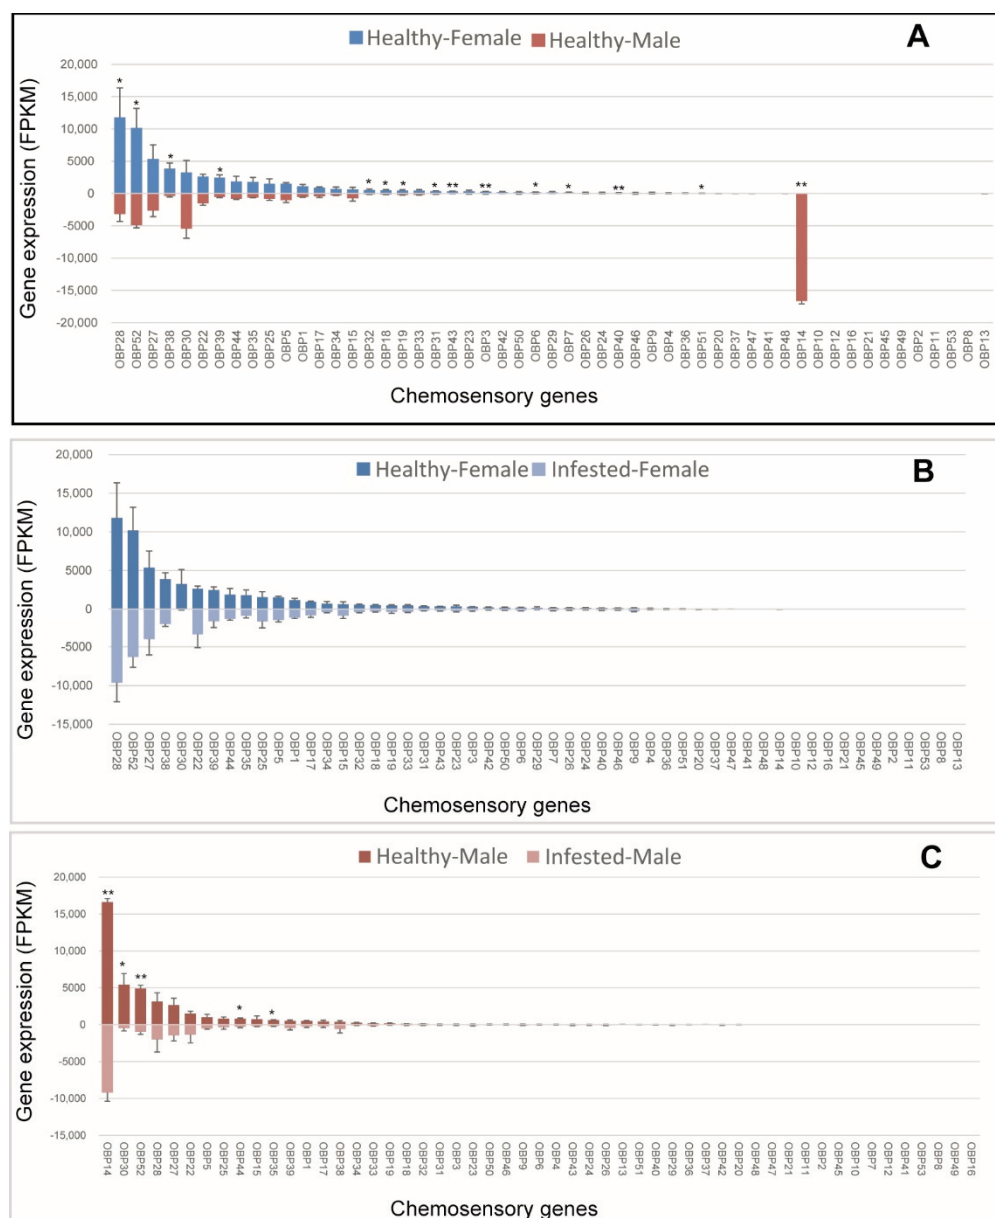 A
Healthy-Female
Healthy-Male
Gene expression (FPKM)
20,000
15,000
10,000
5000
0
-5000
-10,000
-15,000
-20,000
* * * * * * * * ** ** * * ** * **
OBP28 OBP52 OBP27 OBP38 OBP30 OBP22 OBP39 OBP44 OBP35 OBP25 OBP5 OBP1 OBP17 OBP34 OBP15 OBP32 OBP18 OBP19 OBP33 OBP31 OBP43 OBP23 OBP3 OBP42 OBP50 OBP6 OBP29 OBP7 OBP26 OBP24 OBP40 OBP46 OBP9 OBP4 OBP36 OBP51 OBP20 OBP37 OBP47 OBP41 OBP48 OBP14 OBP10 OBP12 OBP16 OBP21 OBP45 OBP49 OBP2 OBP11 OBP53 OBP8 OBP13
Chemosensory genes
B
Healthy-Female
Infested-Female
Gene expression (FPKM)
20,000
15,000
10,000
5000
0
-5000
-10,000
-15,000
OBP28 OBP52 OBP27 OBP38 OBP30 OBP22 OBP39 OBP44 OBP35 OBP25 OBP5 OBP1 OBP17 OBP34 OBP15 OBP32 OBP18 OBP19 OBP33 OBP31 OBP43 OBP23 OBP3 OBP42 OBP50 OBP6 OBP29 OBP7 OBP26 OBP24 OBP40 OBP46 OBP9 OBP4 OBP36 OBP51 OBP20 OBP37 OBP47 OBP41 OBP48 OBP14 OBP10 OBP12 OBP16 OBP21 OBP45 OBP49 OBP2 OBP11 OBP53 OBP8 OBP13
Chemosensory genes
C
Healthy-Male
Infested-Male
Gene expression (FPKM)
20,000
15,000
10,000
5000
0
-5000
-10,000
-15,000
** * ** * *
OBP14 OBP30 OBP52 OBP28 OBP27 OBP22 OBP5 OBP25 OBP44 OBP15 OBP35 OBP39 OBP1 OBP17 OBP38 OBP34 OBP33 OBP19 OBP18 OBP32 OBP31 OBP3 OBP23 OBP50 OBP46 OBP9 OBP6 OBP4 OBP43 OBP24 OBP26 OBP13 OBP51 OBP40 OBP29 OBP36 OBP37 OBP42 OBP20 OBP48 OBP47 OBP21 OBP11 OBP2 OBP45 OBP10 OBP7 OBP12 OBP41 OBP53 OBP8 OBP49 OBP16
Chemosensory genes